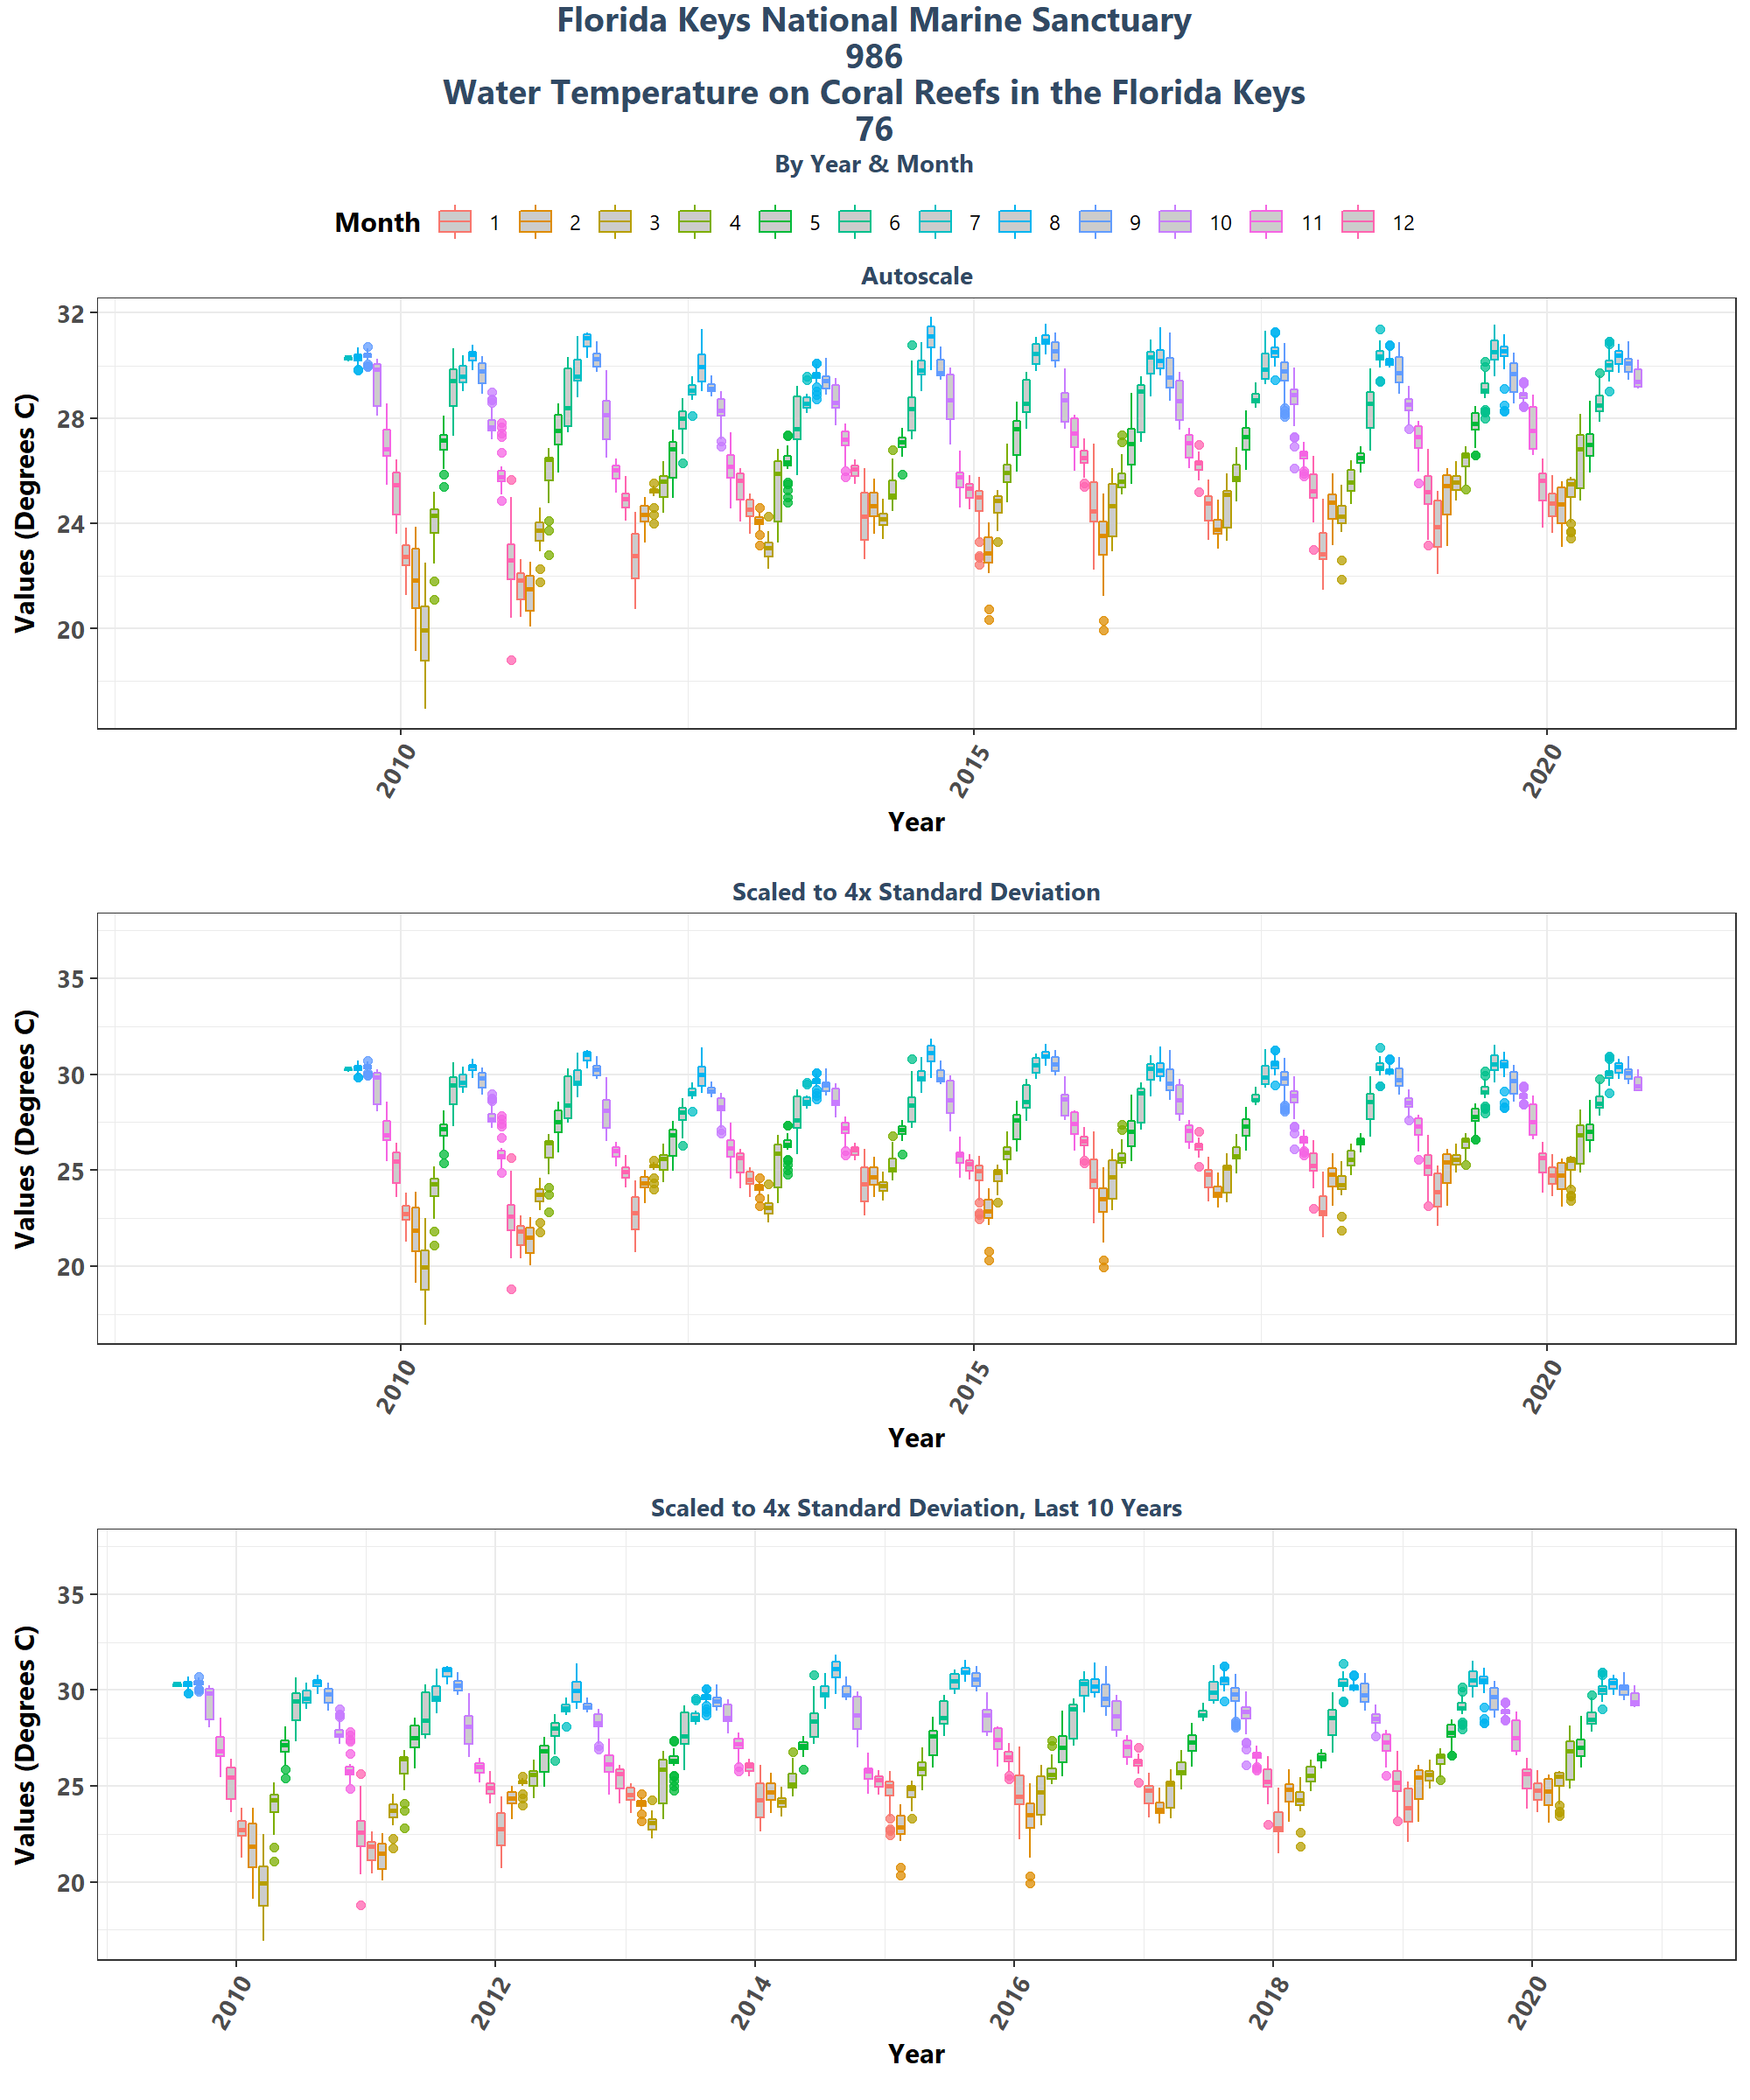 Florida Keys National Marine Sanctuary
986
Water Temperature on Coral Reefs in the Florida Keys
76
By Year & Month
Month 1 2 3 4 5 6 7 8 9 10 11 12
Autoscale
32
28
24
20
Values (Degrees C)
2010 2015 2020
Year
Scaled to 4x Standard Deviation
35
30
25
20
Values (Degrees C)
2010 2015 2020
Year
Scaled to 4x Standard Deviation, Last 10 Years
35
30
25
20
Values (Degrees C)
2010 2012 2014 2016 2018 2020
Year